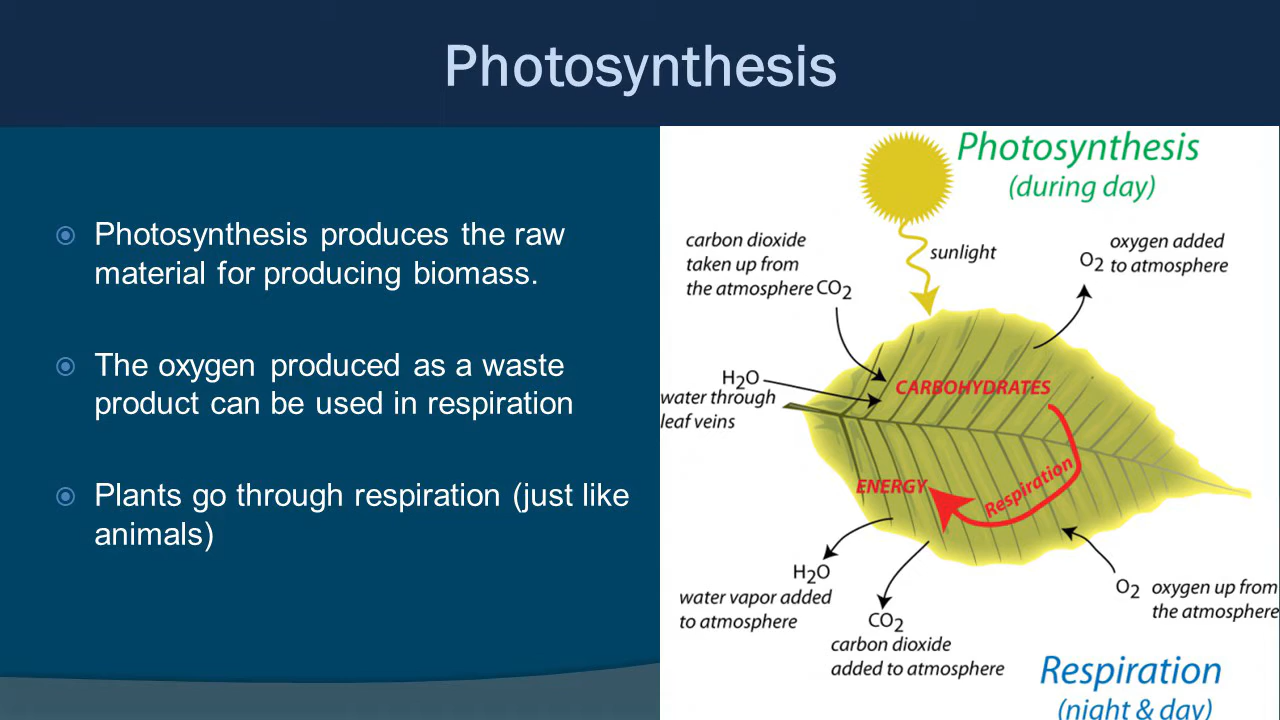 Photosynthesis
Photosynthesis produces the raw
material for producing biomass.
The oxygen produced as a waste
product can be used in respiration
Plants go through respiration (just like
animals)
Photosynthesis
(during day)
sunlight
carbon dioxide
taken up from
the atmosphere CO2
oxygen added
O2 to atmosphere
H2O
water through
leaf veins
CARBOHYDRATES
Respiration
ENERGY
H2O
water vapor added
to atmosphere
CO2
carbon dioxide
added to atmosphere
O2 oxygen up from
the atmosphere
Respiration
(night & day)